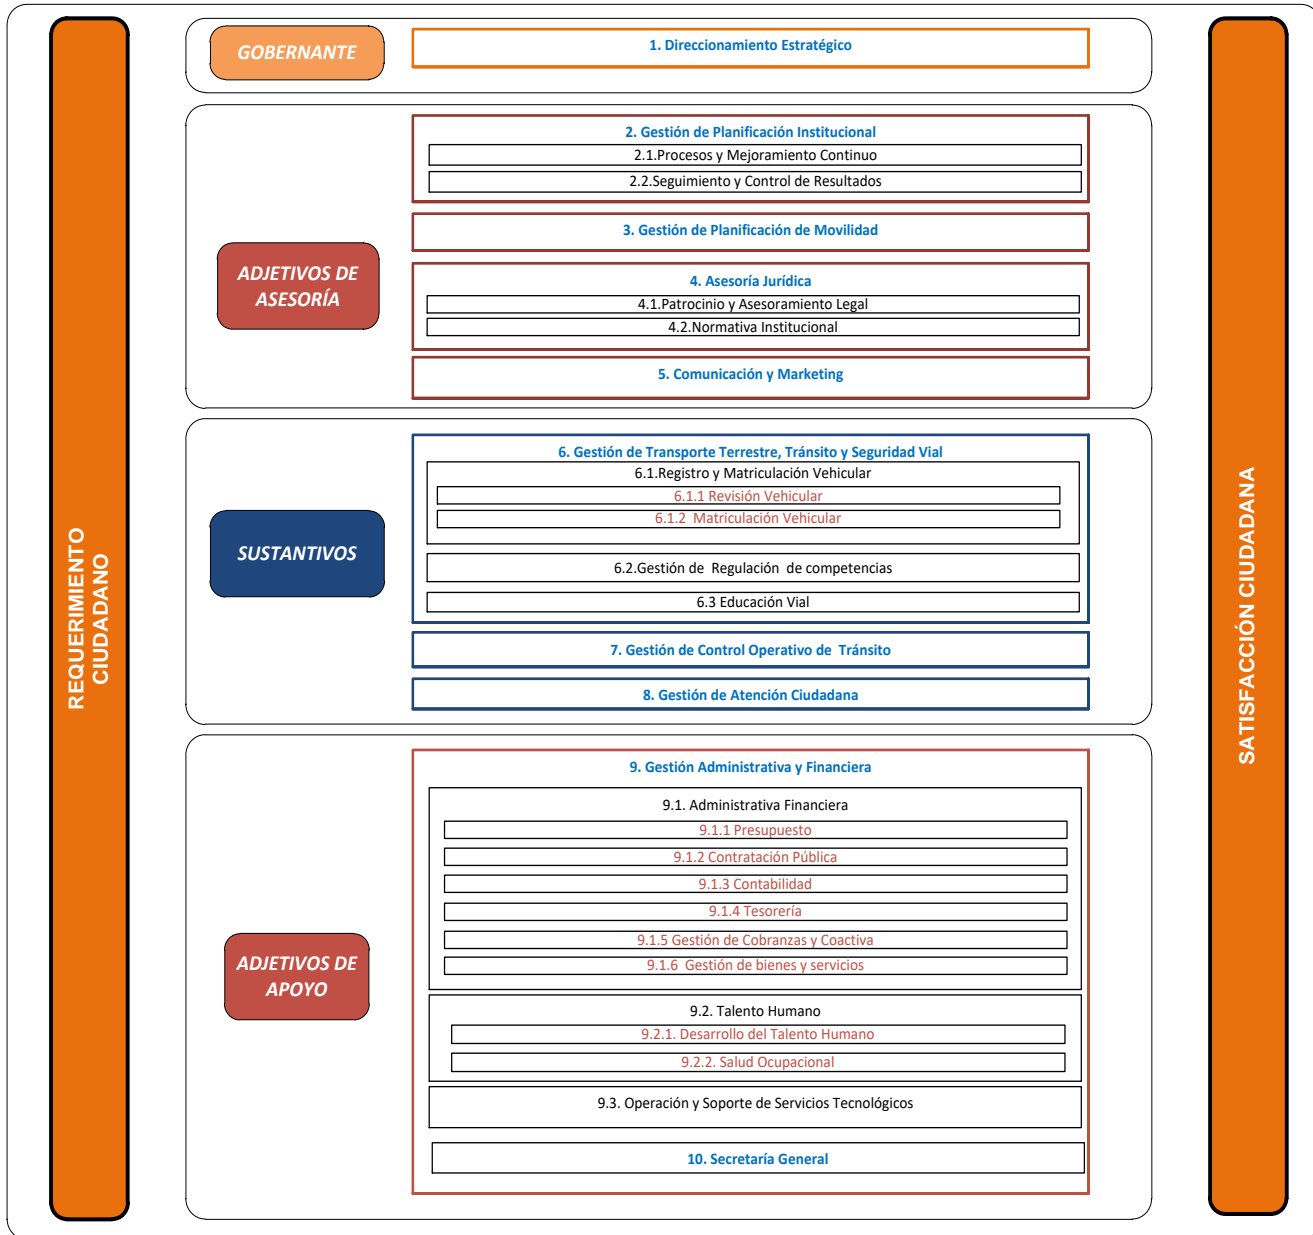 REQUERIMIENTO
CIUDADANO
GOBERNANTE
1. Direccionamiento Estratégico
ADJETIVOS DE
ASESORÍA
2. Gestión de Planificación Institucional
2.1.Procesos y Mejoramiento Continuo
2.2.Seguimiento y Control de Resultados
3. Gestión de Planificación de Movilidad
4. Asesoría Jurídica
4.1.Patrocinio y Asesoramiento Legal
4.2.Normativa Institucional
5. Comunicación y Marketing
SUSTANTIVOS
6. Gestión de Transporte Terrestre, Tránsito y Seguridad Vial
6.1.Registro y Matriculación Vehicular
6.1.1 Revisión Vehicular
6.1.2 Matriculación Vehicular
6.2.Gestión de Regulación de competencias
6.3 Educación Vial
7. Gestión de Control Operativo de Tránsito
8. Gestión de Atención Ciudadana
ADJETIVOS DE
APOYO
9. Gestión Administrativa y Financiera
9.1. Administrativa Financiera
9.1.1 Presupuesto
9.1.2 Contratación Pública
9.1.3 Contabilidad
9.1.4 Tesorería
9.1.5 Gestión de Cobranzas y Coactiva
9.1.6 Gestión de bienes y servicios
9.2. Talento Humano
9.2.1. Desarrollo del Talento Humano
9.2.2. Salud Ocupacional
9.3. Operación y Soporte de Servicios Tecnológicos
10. Secretaría General
SATISFACCIÓN CIUDADANA